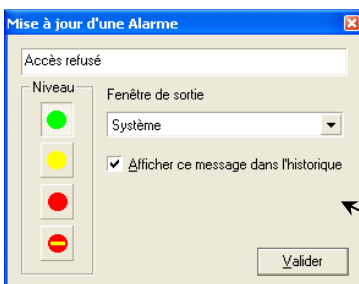 Mise à jour d'une Alarme
Accès refusé
Niveau
Fenêtre de sortie
Système
Afficher ce message dans l'historique
Valider